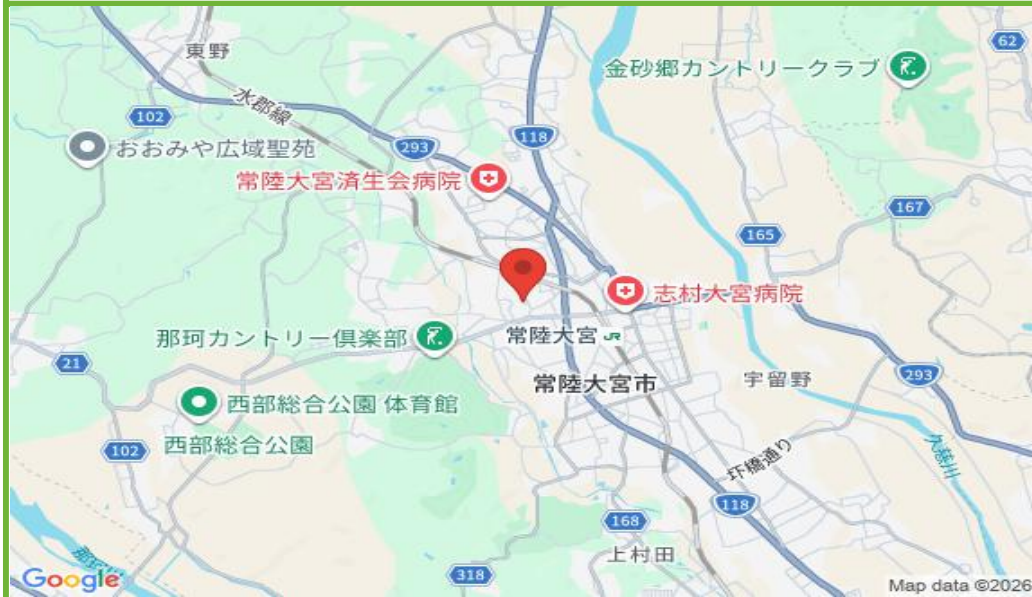 東野
62
金砂郷カントリークラブ
水郡線
102
118
おおみや広域聖苑
293
常陸大宮済生会病院
167
165
志村大宮病院
那珂カントリー倶楽部
常陸大宮 JR
21
常陸大宮市
宇留野
293
西部総合公園 体育館
西部総合公園
102
圷橋通り
久慈川
118
168
上村田
318
Google
Map data ©2026